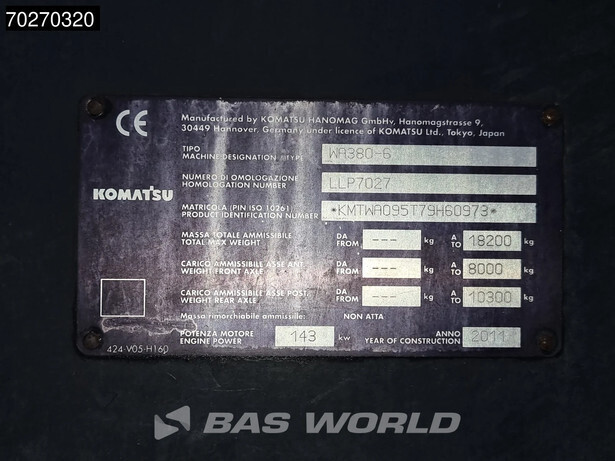 70270320
CE
Manufactured by KOMATSU HANOMAG GmbHv, Hanomagstrasse 9,
30449 Hannover, Germany under licence of KOMATSU Ltd., Tokyo, Japan
KOMATSU
TIPO
MACHINE DESIGNATION / TYPE WA380-6
NUMERO DI OMOLOGAZIONE
HOMOLOGATION NUMBER LLP7027
MATRICOLA (PIN ISO 10261)
PRODUCT IDENTIFICATION NUMBER *KMTWA095T79H60973*
MASSA TOTALE AMMISSIBILE DA A
TOTAL MAX WEIGHT FROM --- kg TO 18200 kg
CARICO AMMISSIBILE ASSE ANT. DA A
WEIGHT FRONT AXLE FROM --- kg TO 8000 kg
CARICO AMMISSIBILE ASSE POST. DA A
WEIGHT REAR AXLE FROM --- kg TO 10300 kg
Massa rimorchiabile ammissile: NON ATTA
POTENZA MOTORE ANNO
ENGINE POWER 143 kw YEAR OF CONSTRUCTION 2011
424-V05-H160
BAS WORLD